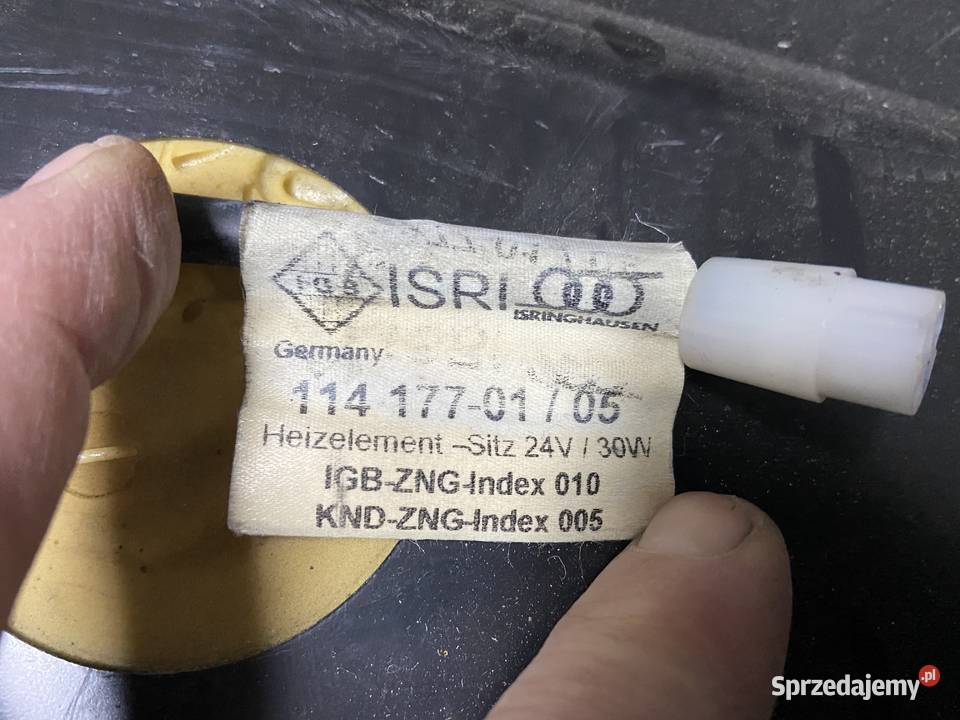 IGB ISRI
ISRINGHAUSEN
Germany
114 177-01 / 05
Heizelement –Sitz 24V / 30W
IGB-ZNG-Index 010
KND-ZNG-Index 005
Sprzedajemy.pl